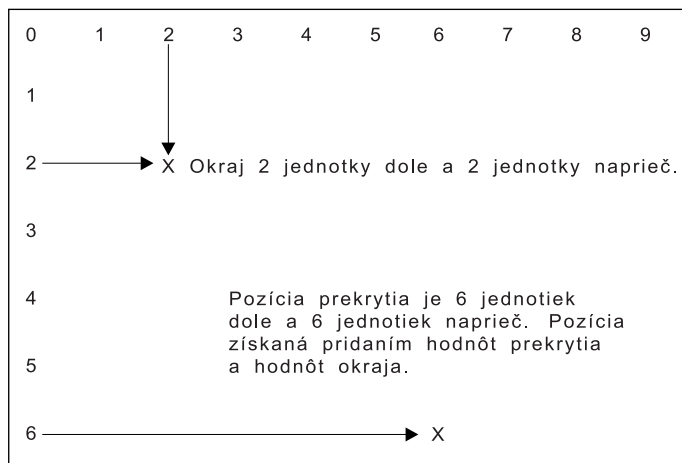 0 1 2 3 4 5 6 7 8 9
1
2 X Okraj 2 jednotky dole a 2 jednotky naprieč.
3
4 Pozícia prekrytia je 6 jednotiek
dole a 6 jednotiek naprieč. Pozícia
získaná pridaním hodnôt prekrytia
5 a hodnôt okraja.
6 X